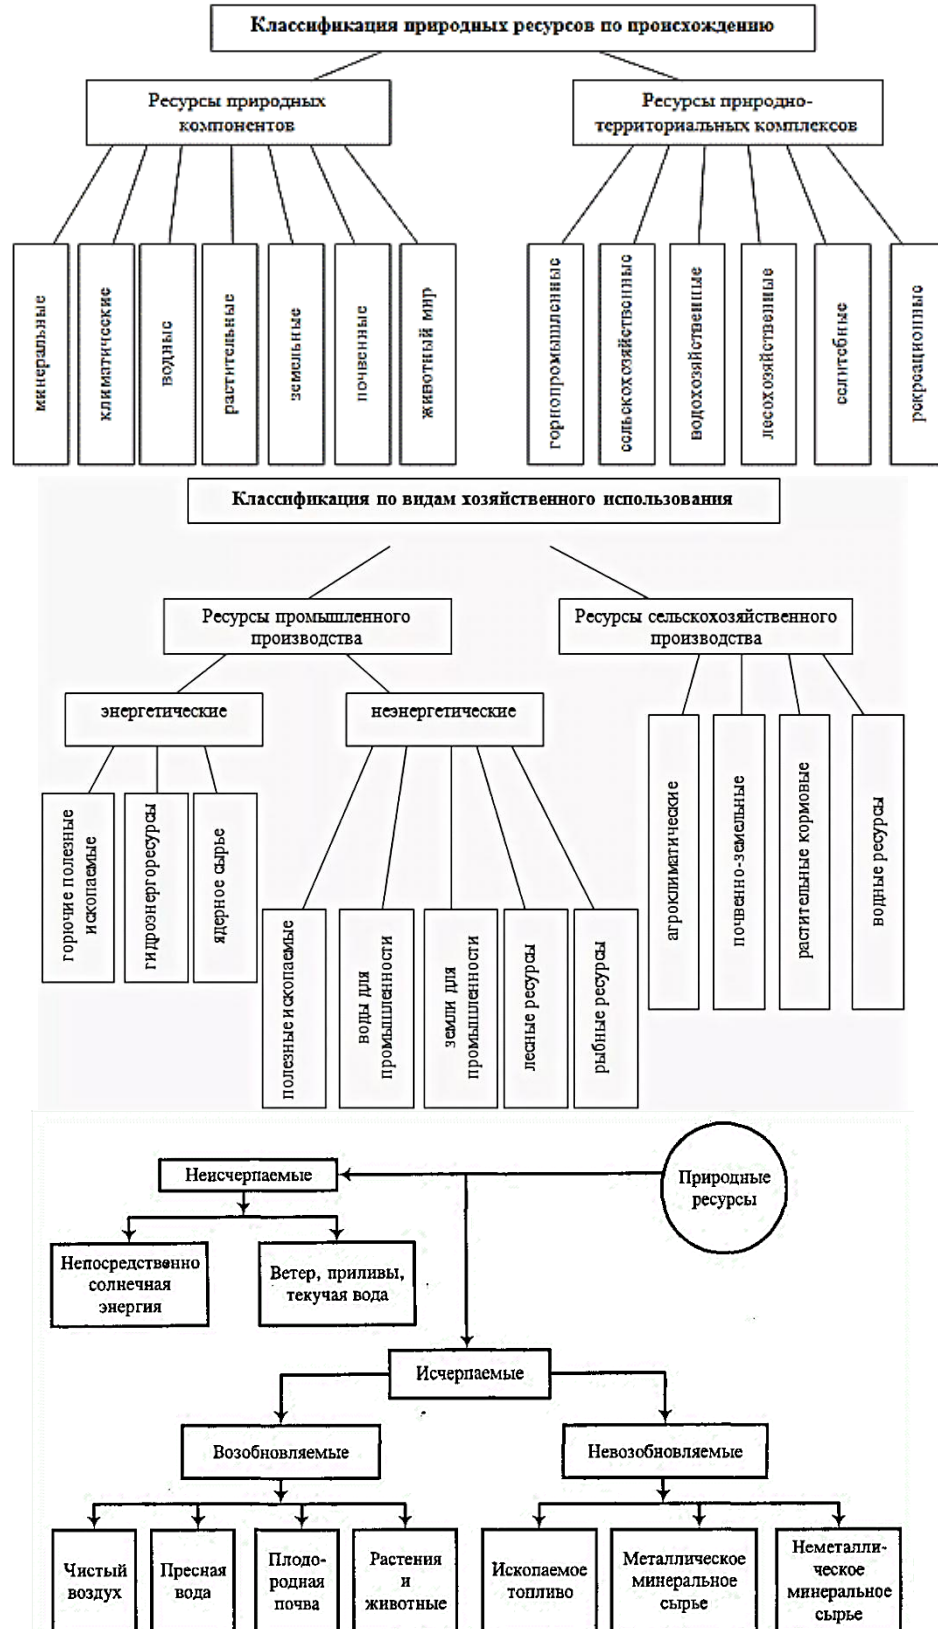 Классификация природных ресурсов по происхождению
Ресурсы природных
компонентов
Ресурсы природно-
территориальных комплексов
минеральные
климатические
водные
растительные
земельные
почвенные
животный мир
горнопромышленные
сельскохозяйственные
водохозяйственные
лесохозяйственные
селитебные
рекреационные
Классификация по видам хозяйственного использования
Ресурсы промышленного
производства
Ресурсы сельскохозяйственного
производства
энергетические
неэнергетические
горючие полезные
ископаемые
гидроэнергоресурсы
ядерное сырье
полезные ископаемые
воды для
промышленности
земли для
промышленности
лесные ресурсы
рыбные ресурсы
агроклиматические
почвенно-земельные
растительные кормовые
водные ресурсы
Природные
ресурсы
Неисчерпаемые
Непосредственно
солнечная
энергия
Ветер, приливы,
текучая вода
Исчерпаемые
Возобновляемые
Невозобновляемые
Чистый
воздух
Пресная
вода
Плодо-
родная
почва
Растения
и
животные
Ископаемое
топливо
Металлическое
минеральное
сырье
Неметалли-
ческое
минеральное
сырье